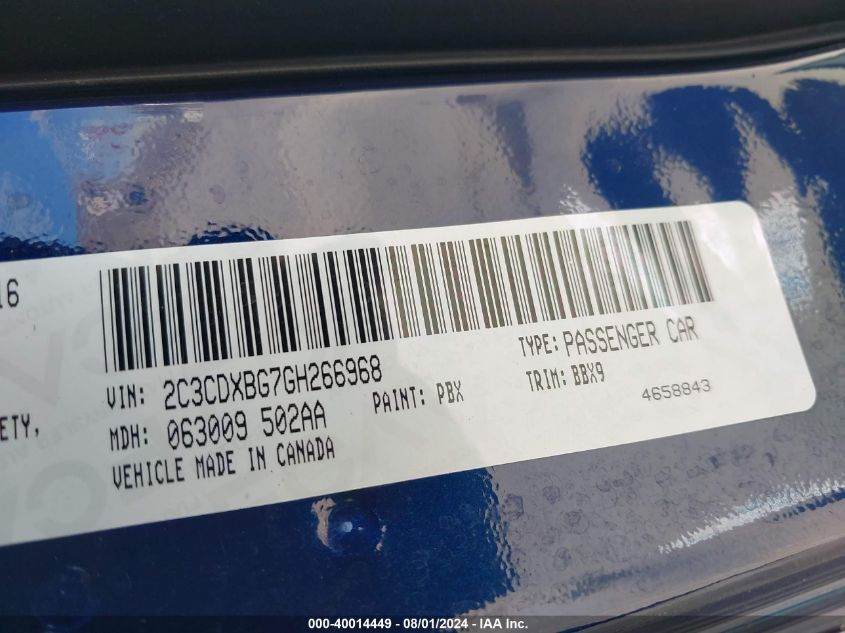 16
VIN: 2C3CDXBG7GH266968
TYPE: PASSENGER CAR
ETY,
MDH: 063009 502AA
PAINT: PBX
TRIM: BBX9
4658843
VEHICLE MADE IN CANADA
000-40014449 - 08/01/2024 - IAA Inc.